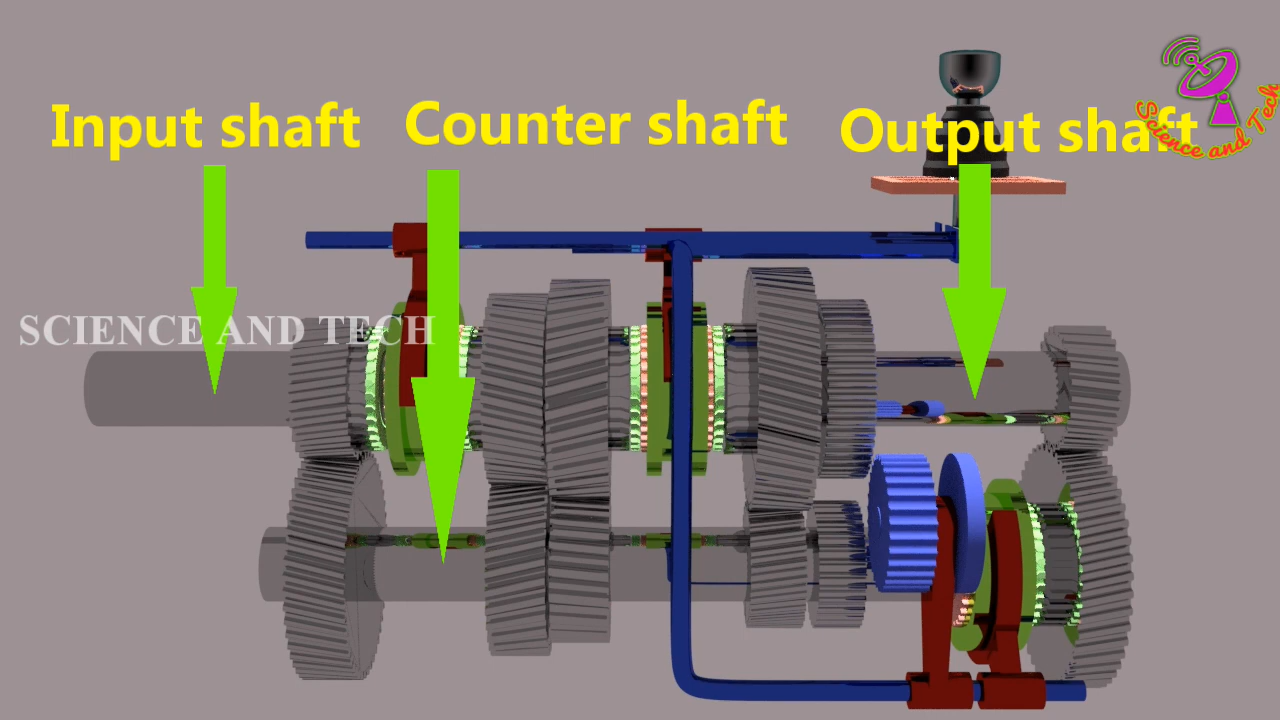 Input shaft
Counter shaft
Output shaft
Science and Tech
SCIENCE AND TECH